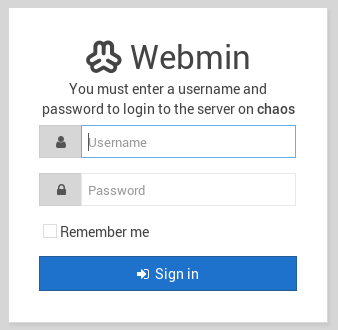 Webmin
You must enter a username and
password to login to the server on chaos
Username
Password
Remember me
Sign in